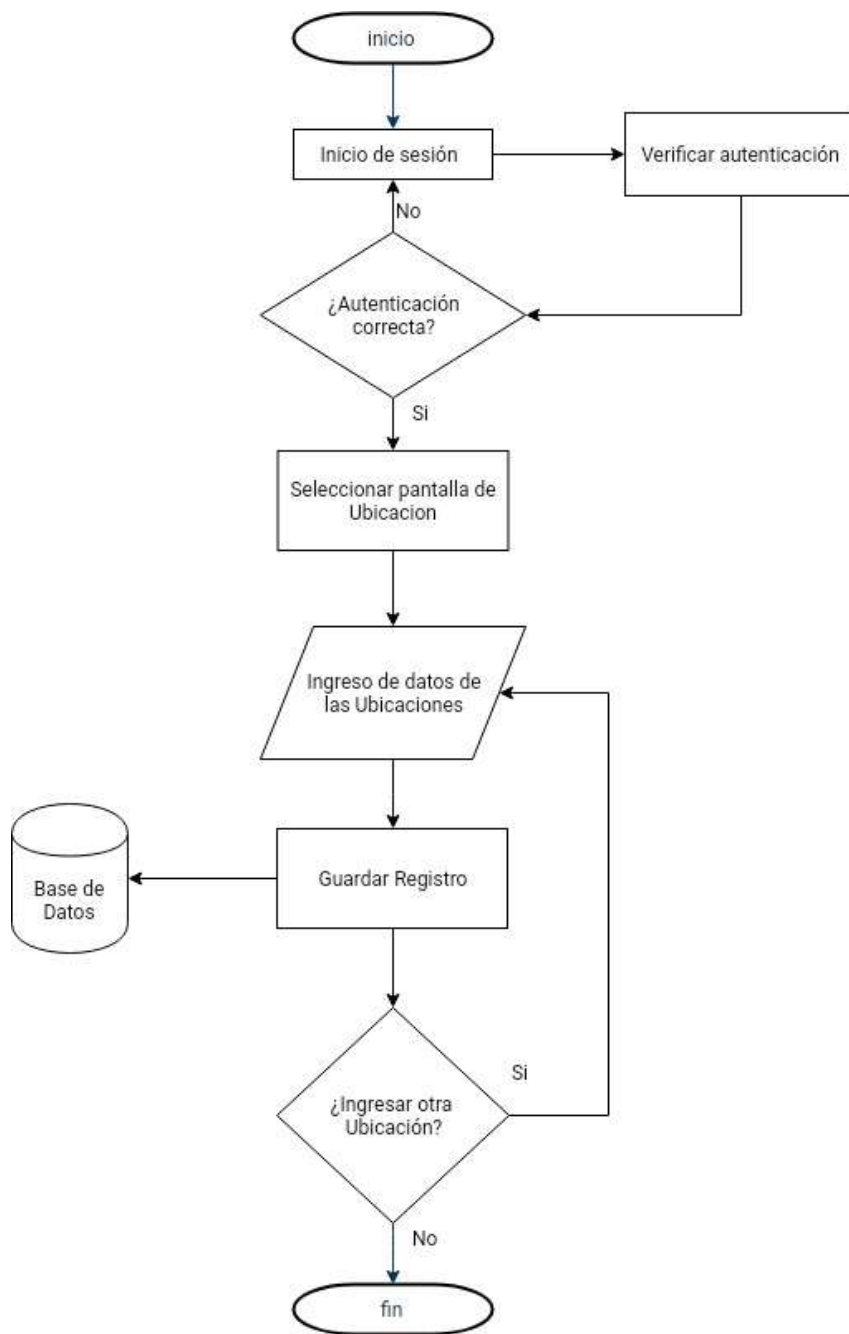 inicio
Inicio de sesión
Verificar autenticación
No
¿Autenticación
correcta?
Si
Seleccionar pantalla de
Ubicacion
Ingreso de datos de
las Ubicaciones
Guardar Registro
Base de
Datos
¿Ingresar otra
Ubicación?
Si
No
fin